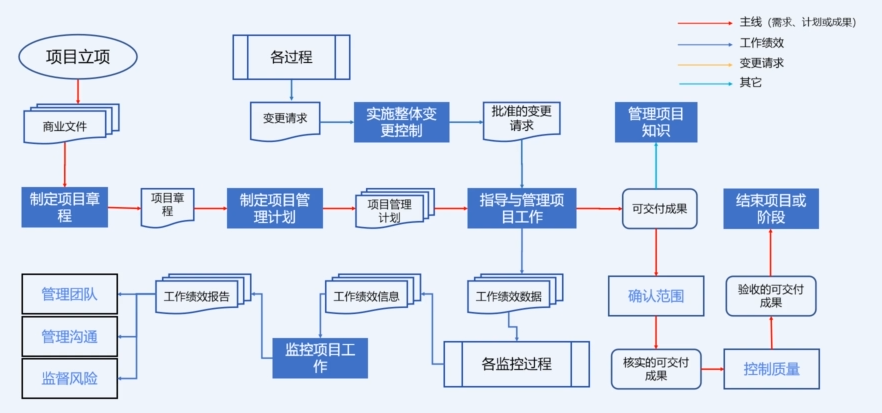 主线（需求、计划或成果）
工作绩效
变更请求
其它
项目立项
各过程
商业文件
变更请求
实施整体变
更控制
批准的变更
请求
管理项目
知识
制定项目章
程
项目
章程
制定项目管
理计划
项目管理
计划
指导与管理项
目工作
可交付成果
结束项目或
阶段
管理团队
管理沟通
监督风险
工作绩效报告
工作绩效信息
工作绩效数据
监控项目工
作
各监控过程
确认范围
验收的可交付
成果
核实的可交付
成果
控制质量